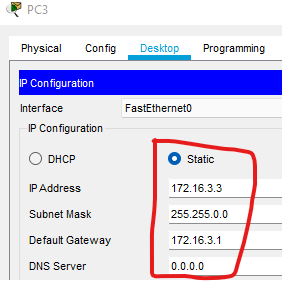 PC3
Physical Config Desktop Programming
IP Configuration
Interface FastEthernet0
IP Configuration
DHCP Static
IP Address 172.16.3.3
Subnet Mask 255.255.0.0
Default Gateway 172.16.3.1
DNS Server 0.0.0.0